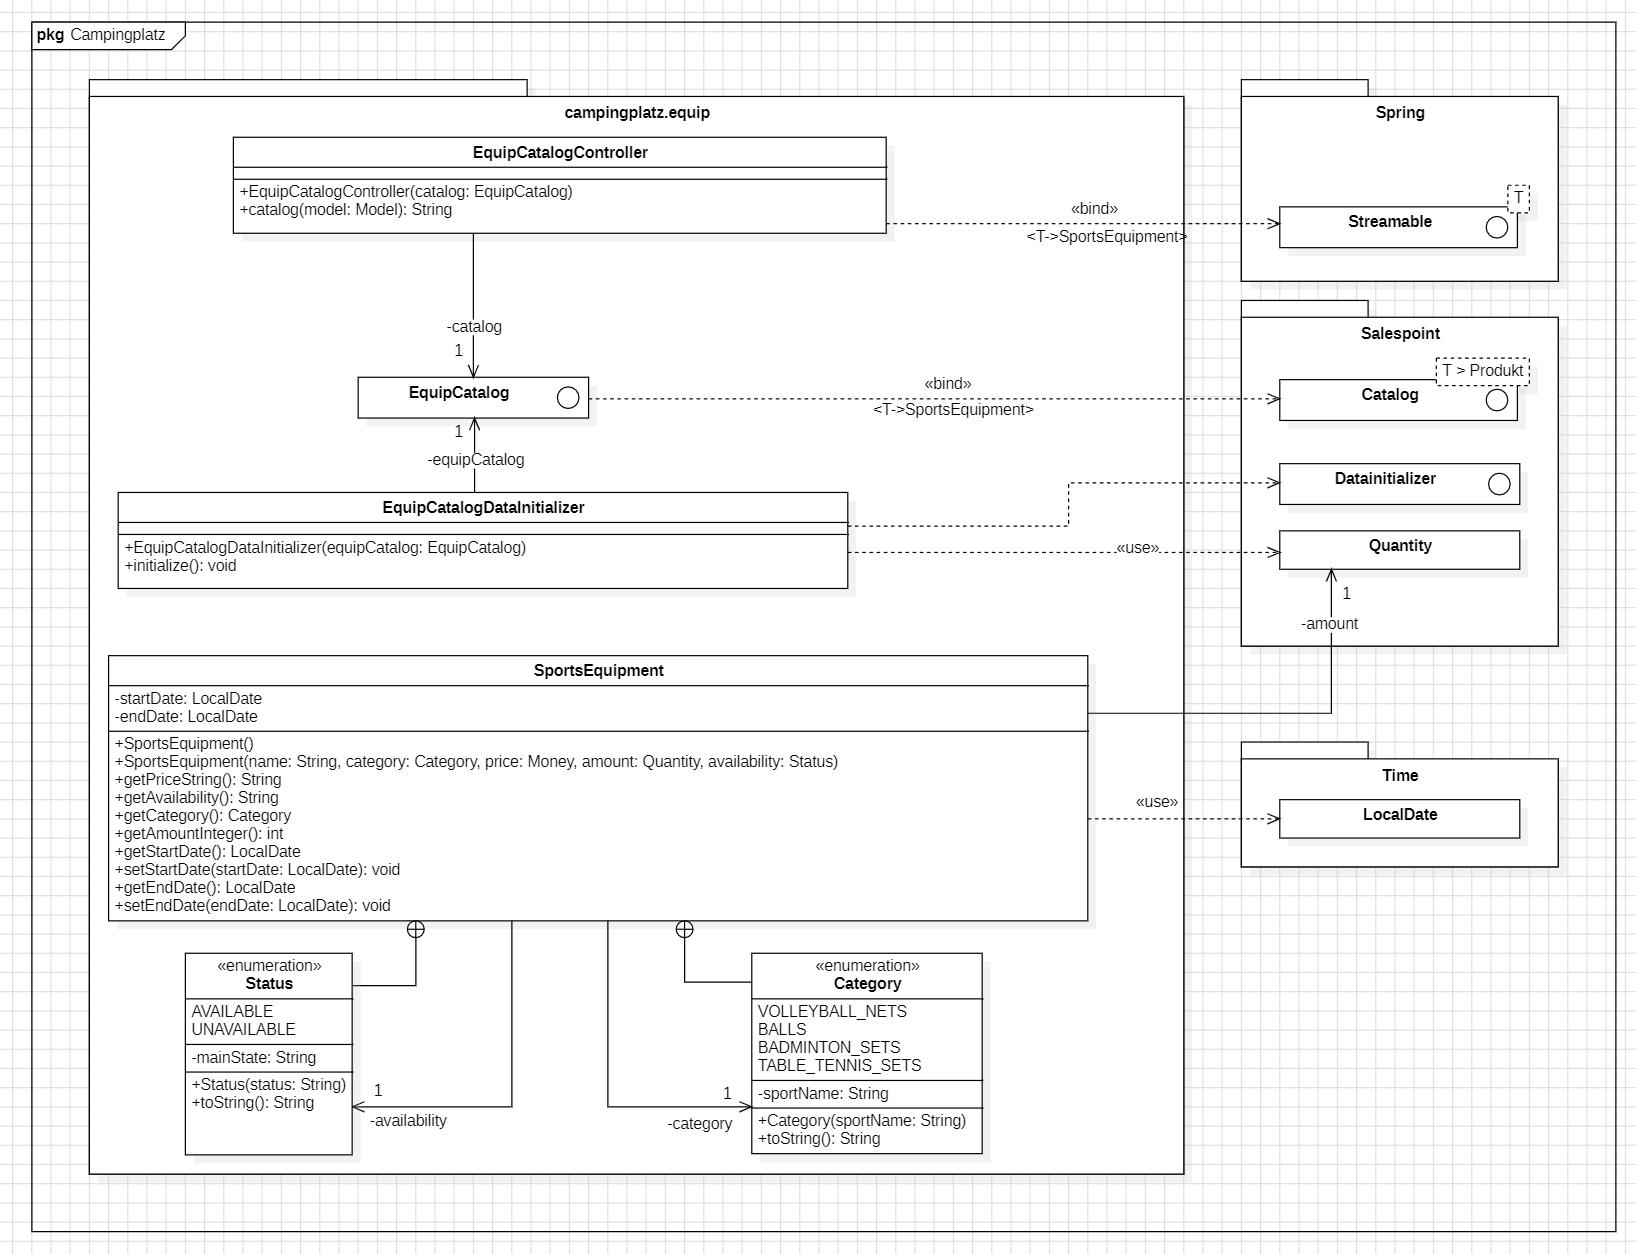 pkg Campingplatz
campingplatz.equip
EquipCatalogController
+EquipCatalogController(catalog: EquipCatalog)
+catalog(model: Model): String
«bind»
<T->SportsEquipment>
-catalog
1
EquipCatalog
«bind»
<T->SportsEquipment>
1
-equipCatalog
EquipCatalogDataInitializer
+EquipCatalogDataInitializer(equipCatalog: EquipCatalog)
+initialize(): void
«use»
SportsEquipment
-startDate: LocalDate
-endDate: LocalDate
+SportsEquipment()
+SportsEquipment(name: String, category: Category, price: Money, amount: Quantity, availability: Status)
+getPriceString(): String
+getAvailability(): String
+getCategory(): Category
+getAmountInteger(): int
+getStartDate(): LocalDate
+setStartDate(startDate: LocalDate): void
+getEndDate(): LocalDate
+setEndDate(endDate: LocalDate): void
«use»
«enumeration»
Status
AVAILABLE
UNAVAILABLE
-mainState: String
+Status(status: String)
+toString(): String
1
-availability
1
-category
«enumeration»
Category
VOLLEYBALL_NETS
BALLS
BADMINTON_SETS
TABLE_TENNIS_SETS
-sportName: String
+Category(sportName: String)
+toString(): String
Spring
T
Streamable
Salespoint
T > Produkt
Catalog
Datainitializer
Quantity
1
-amount
Time
LocalDate